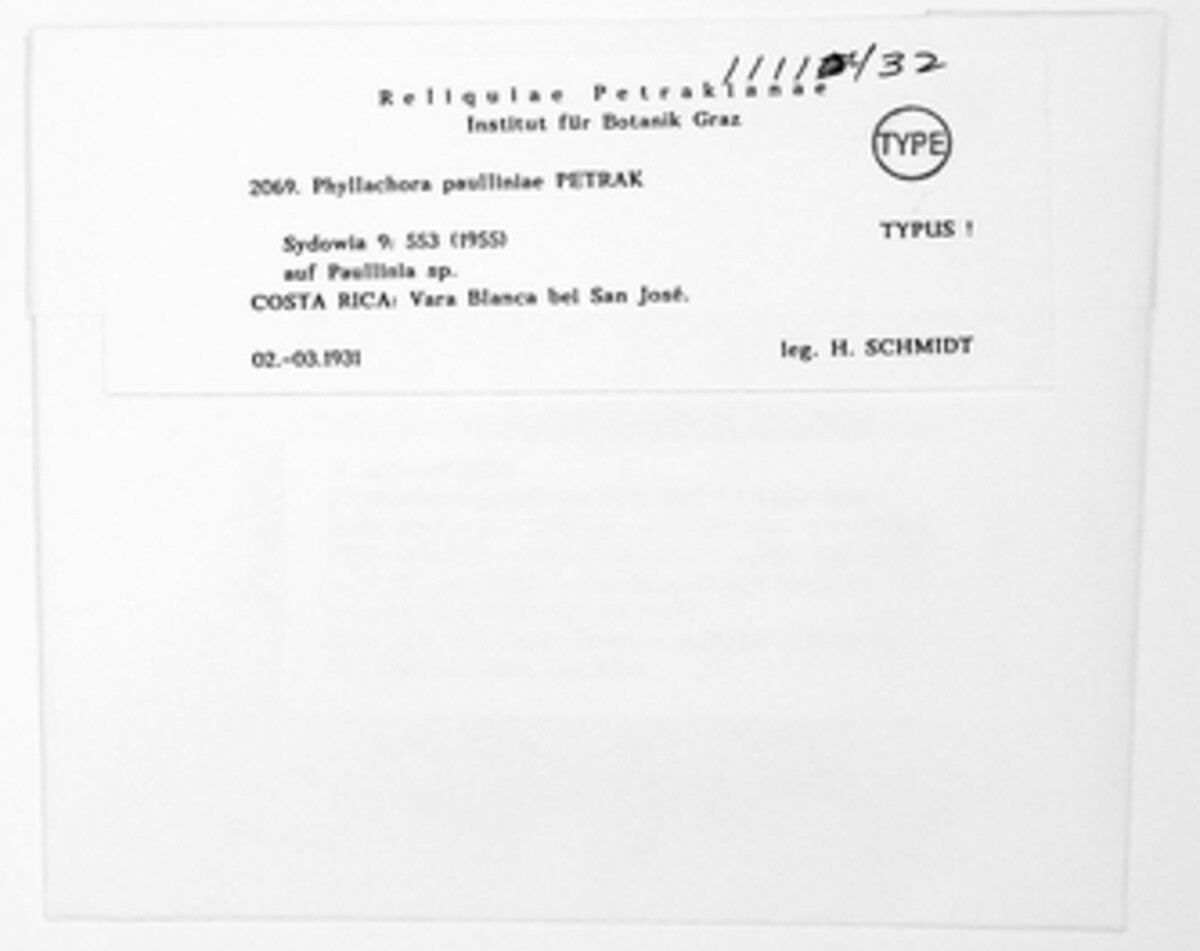 /32
Reliquiae Petrakianae
Institut für Botanik Graz
TYPE
2069. Phyllachora paulliniae PETRAK
TYPUS !
Sydowia 9: 553 (1955)
auf Paullinia sp.
COSTA RICA: Vara Blanca bei San José.
02.-03.1931
leg. H. SCHMIDT